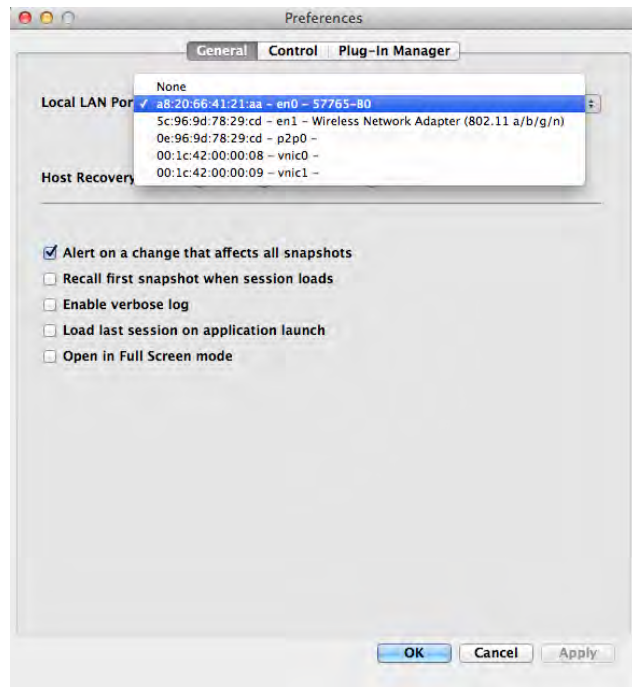 Preferences
General Control Plug-In Manager
None
Local LAN Por ✓ a8:20:66:41:21:aa – en0 – 57765-B0
5c:96:9d:78:29:cd – en1 – Wireless Network Adapter (802.11 a/b/g/n)
0e:96:9d:78:29:cd – p2p0 –
00:1c:42:00:00:08 – vnic0 –
Host Recovery 00:1c:42:00:00:09 – vnic1 –
Alert on a change that affects all snapshots
Recall first snapshot when session loads
Enable verbose log
Load last session on application launch
Open in Full Screen mode
OK Cancel Apply